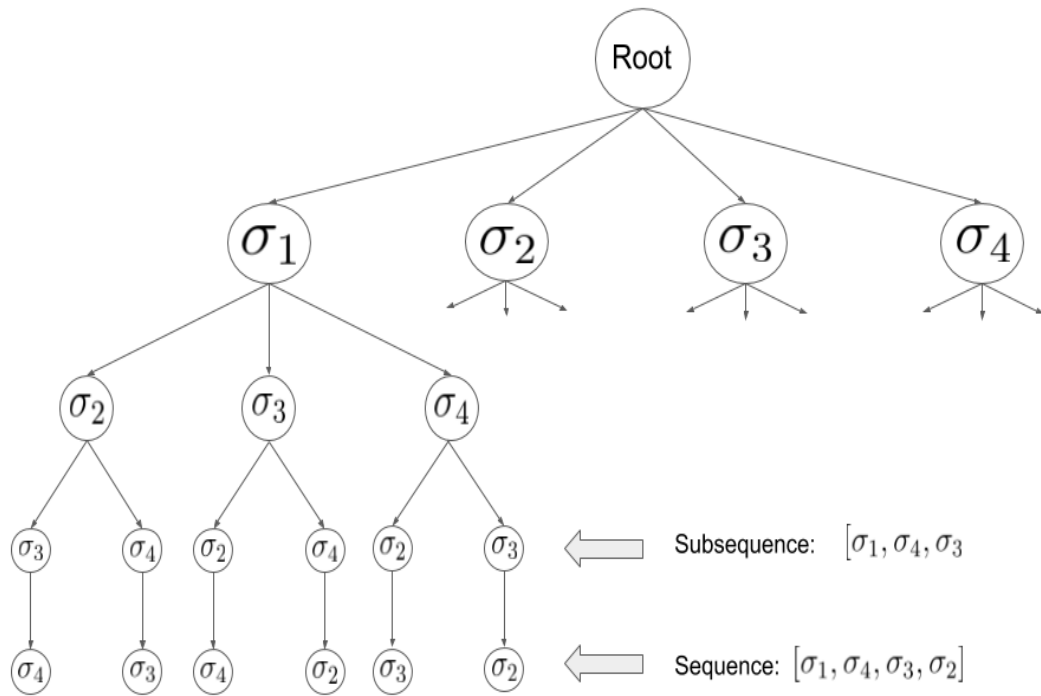 Root
σ₁ σ₂ σ₃ σ₄
σ₂ σ₃ σ₄
σ₃ σ₄ σ₂ σ₄ σ₂ σ₃ Subsequence: [σ₁, σ₄, σ₃
σ₄ σ₃ σ₄ σ₂ σ₃ σ₂ Sequence: [σ₁, σ₄, σ₃, σ₂]